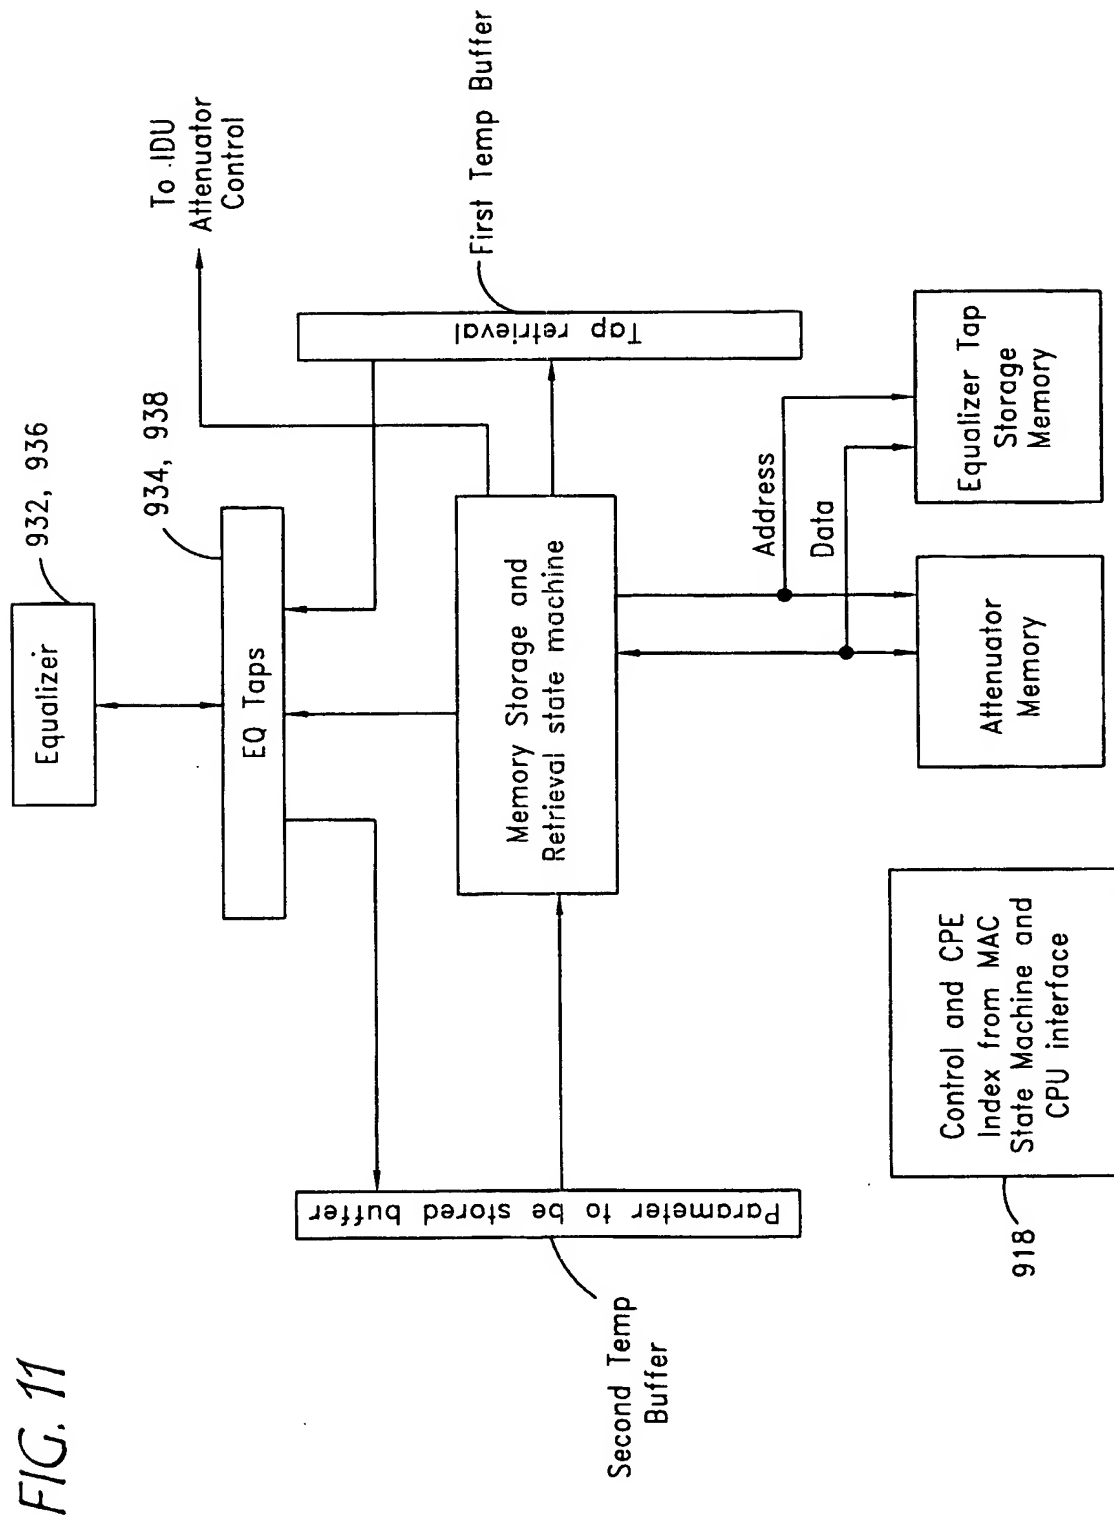 FIG. 11
Equalizer
932, 936
EQ Taps
934, 938
To IDU
Attenuator
Control
Second Temp
Buffer
Parameter to be stored buffer
Memory Storage and
Retrieval state machine
Tap retrieval
First Temp Buffer
Address
Data
918
Control and CPE
Index from MAC
State Machine and
CPU interface
Attenuator
Memory
Equalizer Tap
Storage
Memory